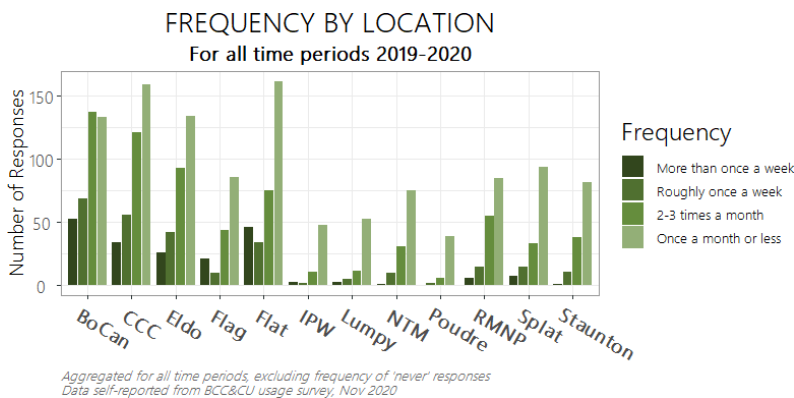 FREQUENCY BY LOCATION
For all time periods 2019-2020
Number of Responses
150
100
50
0
BoCan
CCC
Eldo
Flag
Flat
IPW
Lumpy
NTM
Poudre
RMNP
Splat
Staunton
Frequency
More than once a week
Roughly once a week
2-3 times a month
Once a month or less
Aggregated for all time periods, excluding frequency of 'never' responses
Data self-reported from BCC&CU usage survey, Nov 2020